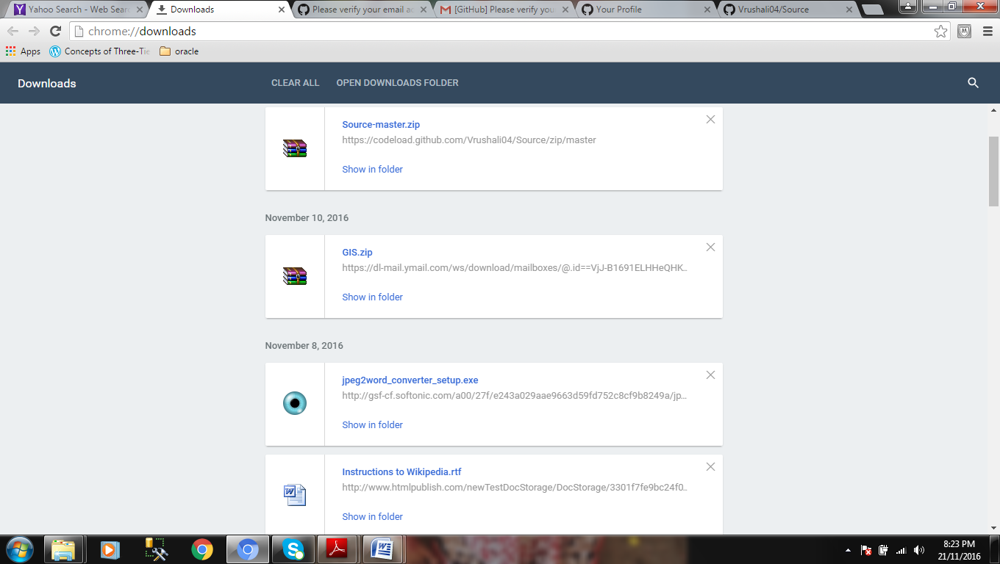 Yahoo Search - Web Sear
Downloads
Please verify your email ad
[GitHub] Please verify you
Your Profile
Vrushali04/Source
chrome://downloads
Apps
Concepts of Three-Tie
oracle
Downloads
CLEAR ALL
OPEN DOWNLOADS FOLDER
Source-master.zip
https://codeload.github.com/Vrushali04/Source/zip/master
Show in folder
November 10, 2016
GIS.zip
https://dl-mail.ymail.com/ws/download/mailboxes/@.id==VjJ-B1691ELHHeQHK...
Show in folder
November 8, 2016
jpeg2word_converter_setup.exe
http://gsf-cf.softonic.com/a00/27f/e243a029aae9663d59fd752c8cf9b8249a/jp...
Show in folder
Instructions to Wikipedia.rtf
http://www.htmlpublish.com/newTestDocStorage/DocStorage/3301f7fe9bc24f0...
Show in folder
8:23 PM
21/11/2016